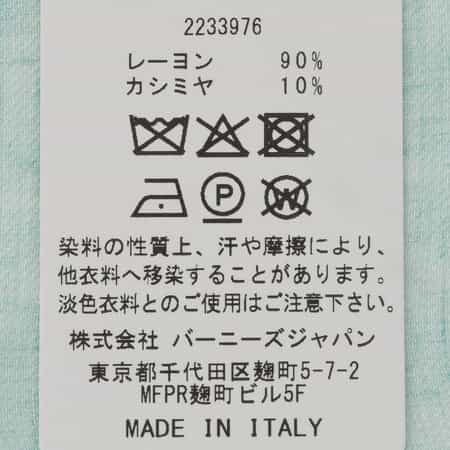 2233976
レーヨン 90%
カシミヤ 10%
P W
染料の性質上、汗や摩擦により、
他衣料へ移染することがあります。
淡色衣料とのご使用はご注意下さい。
株式会社 バーニーズジャパン
東京都千代田区麹町5-7-2
MFPR麹町ビル5F
MADE IN ITALY